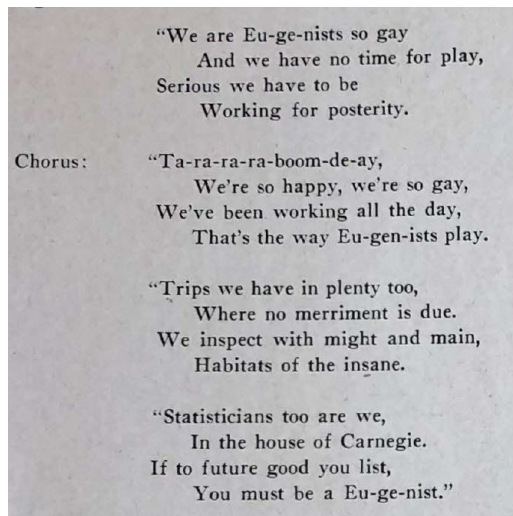 “We are Eu-ge-nists so gay
And we have no time for play,
Serious we have to be
Working for posterity.
Chorus: “Ta-ra-ra-ra-boom-de-ay,
We're so happy, we're so gay,
We've been working all the day,
That's the way Eu-gen-ists play.
“Trips we have in plenty too,
Where no merriment is due.
We inspect with might and main,
Habitats of the insane.
“Statisticians too are we,
In the house of Carnegie.
If to future good you list,
You must be a Eu-ge-nist.”